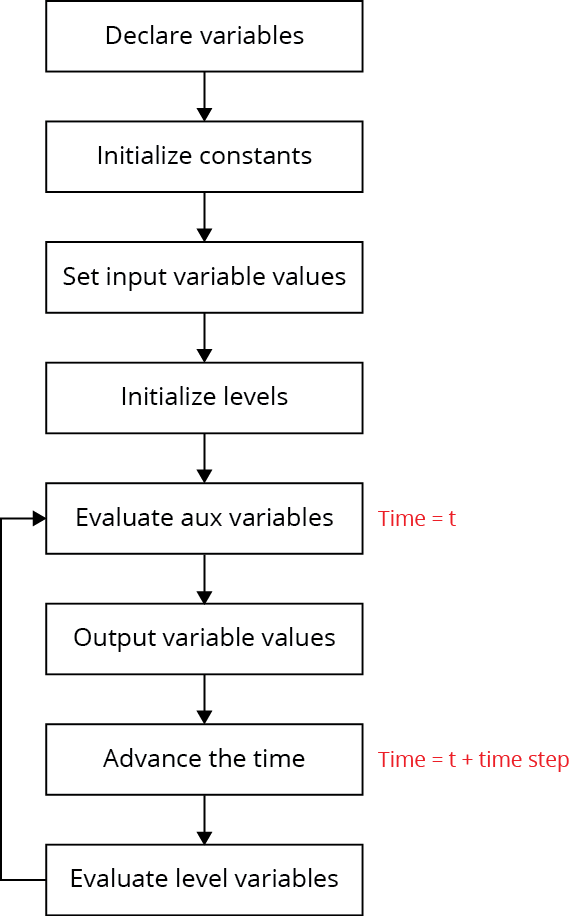 Declare variables
Initialize constants
Set input variable values
Initialize levels
Evaluate aux variables
Time = t
Output variable values
Advance the time
Time = t + time step
Evaluate level variables